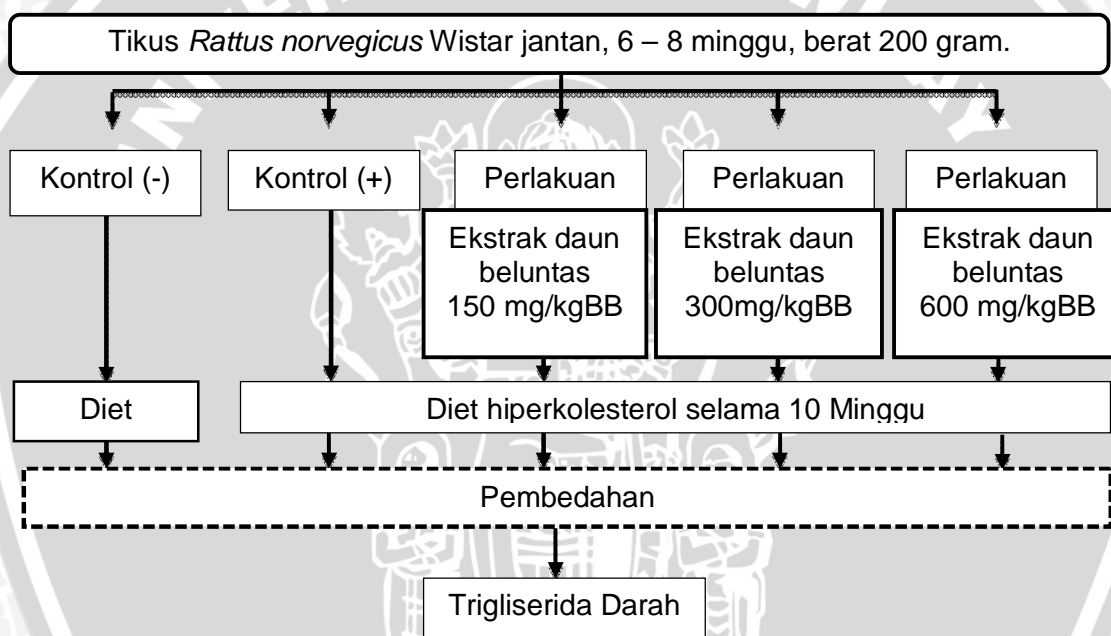 Tikus Rattus norvegicus Wistar jantan, 6 – 8 minggu, berat 200 gram.
Kontrol (-)
Kontrol (+)
Perlakuan
Perlakuan
Perlakuan
Ekstrak daun
beluntas
150 mg/kgBB
Ekstrak daun
beluntas
300mg/kgBB
Ekstrak daun
beluntas
600 mg/kgBB
Diet
Diet hiperkolesterol selama 10 Minggu
Pembedahan
Trigliserida Darah